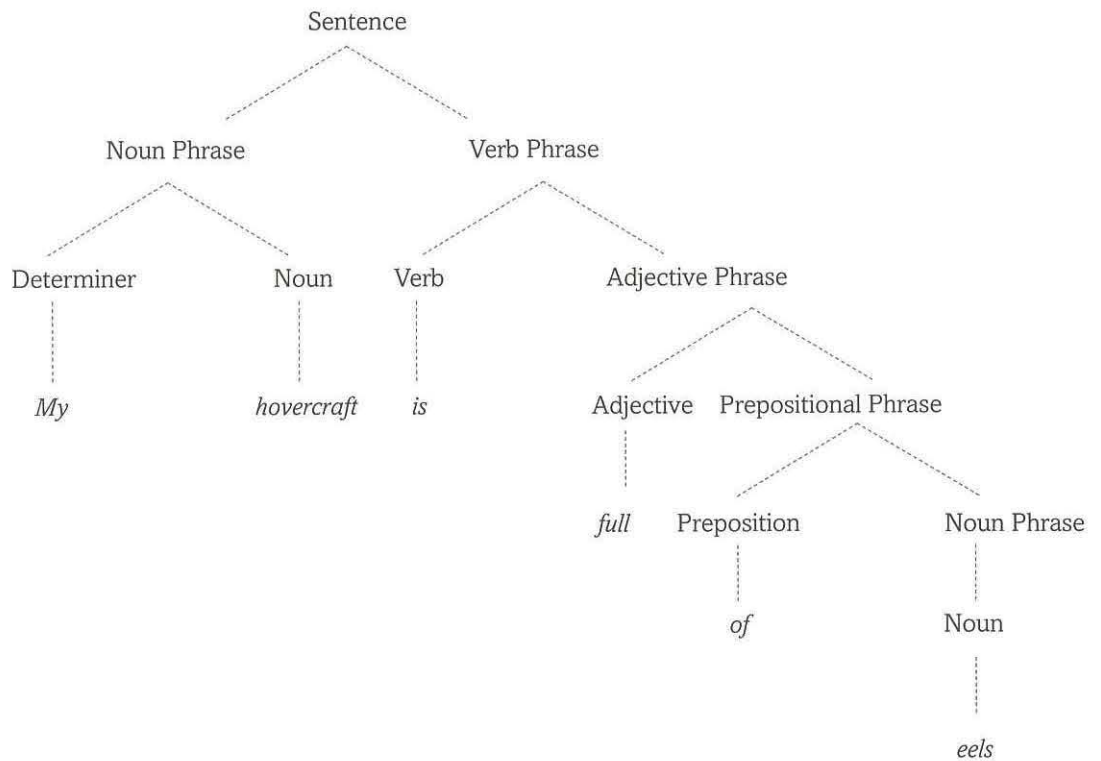 Sentence
Noun Phrase Verb Phrase
Determiner Noun Verb Adjective Phrase
My hovercraft is Adjective Prepositional Phrase
full Preposition Noun Phrase
of Noun
eels